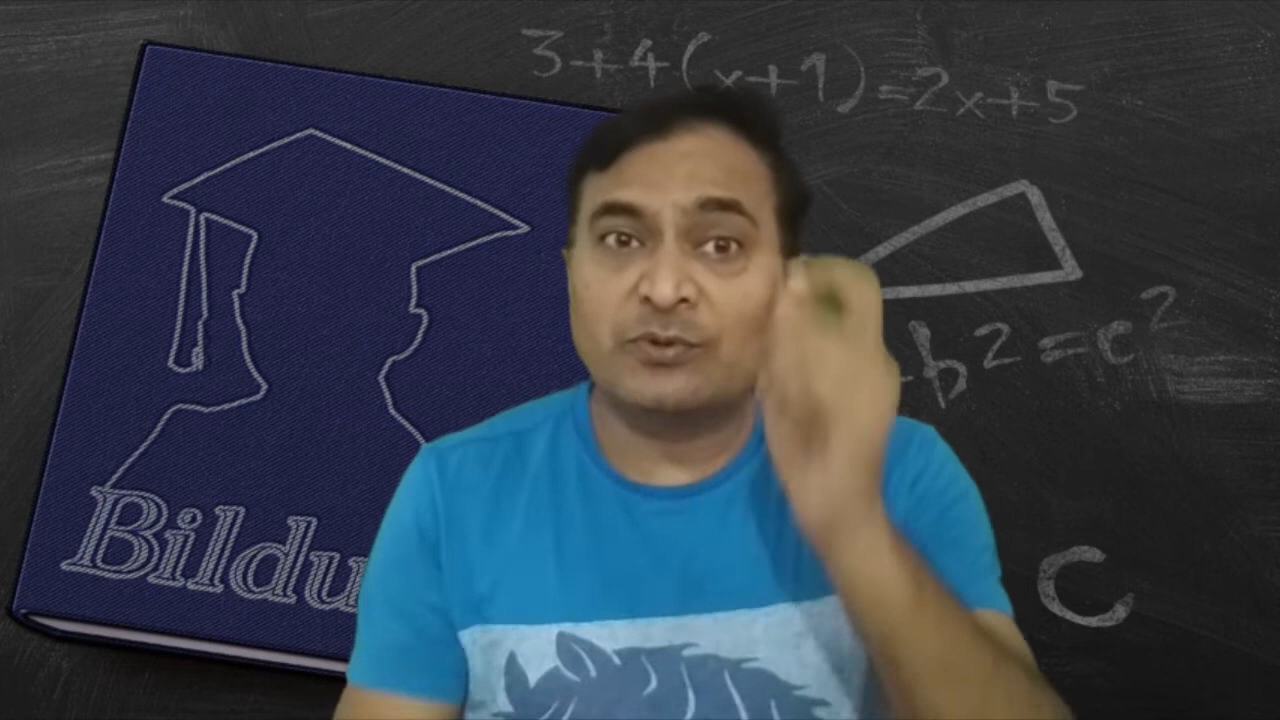 3+4(x+1)=2x+5
b²=c²
Bildu
C